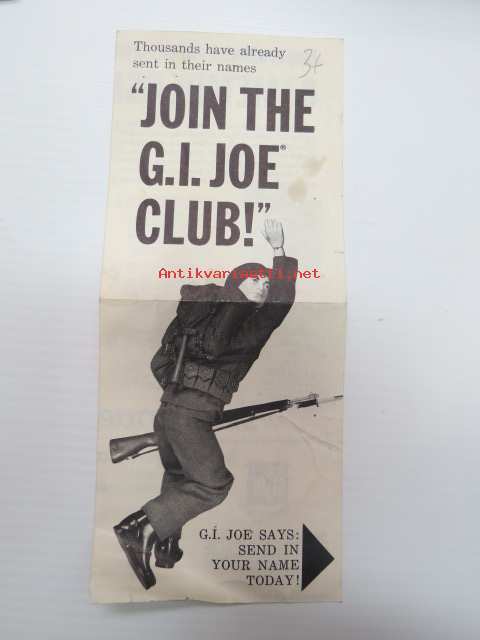 Thousands have already
sent in their names
34
“JOIN THE
G.I. JOE®
CLUB!”
Antikvariaatti.net
G.I. JOE SAYS:
SEND IN
YOUR NAME
TODAY!